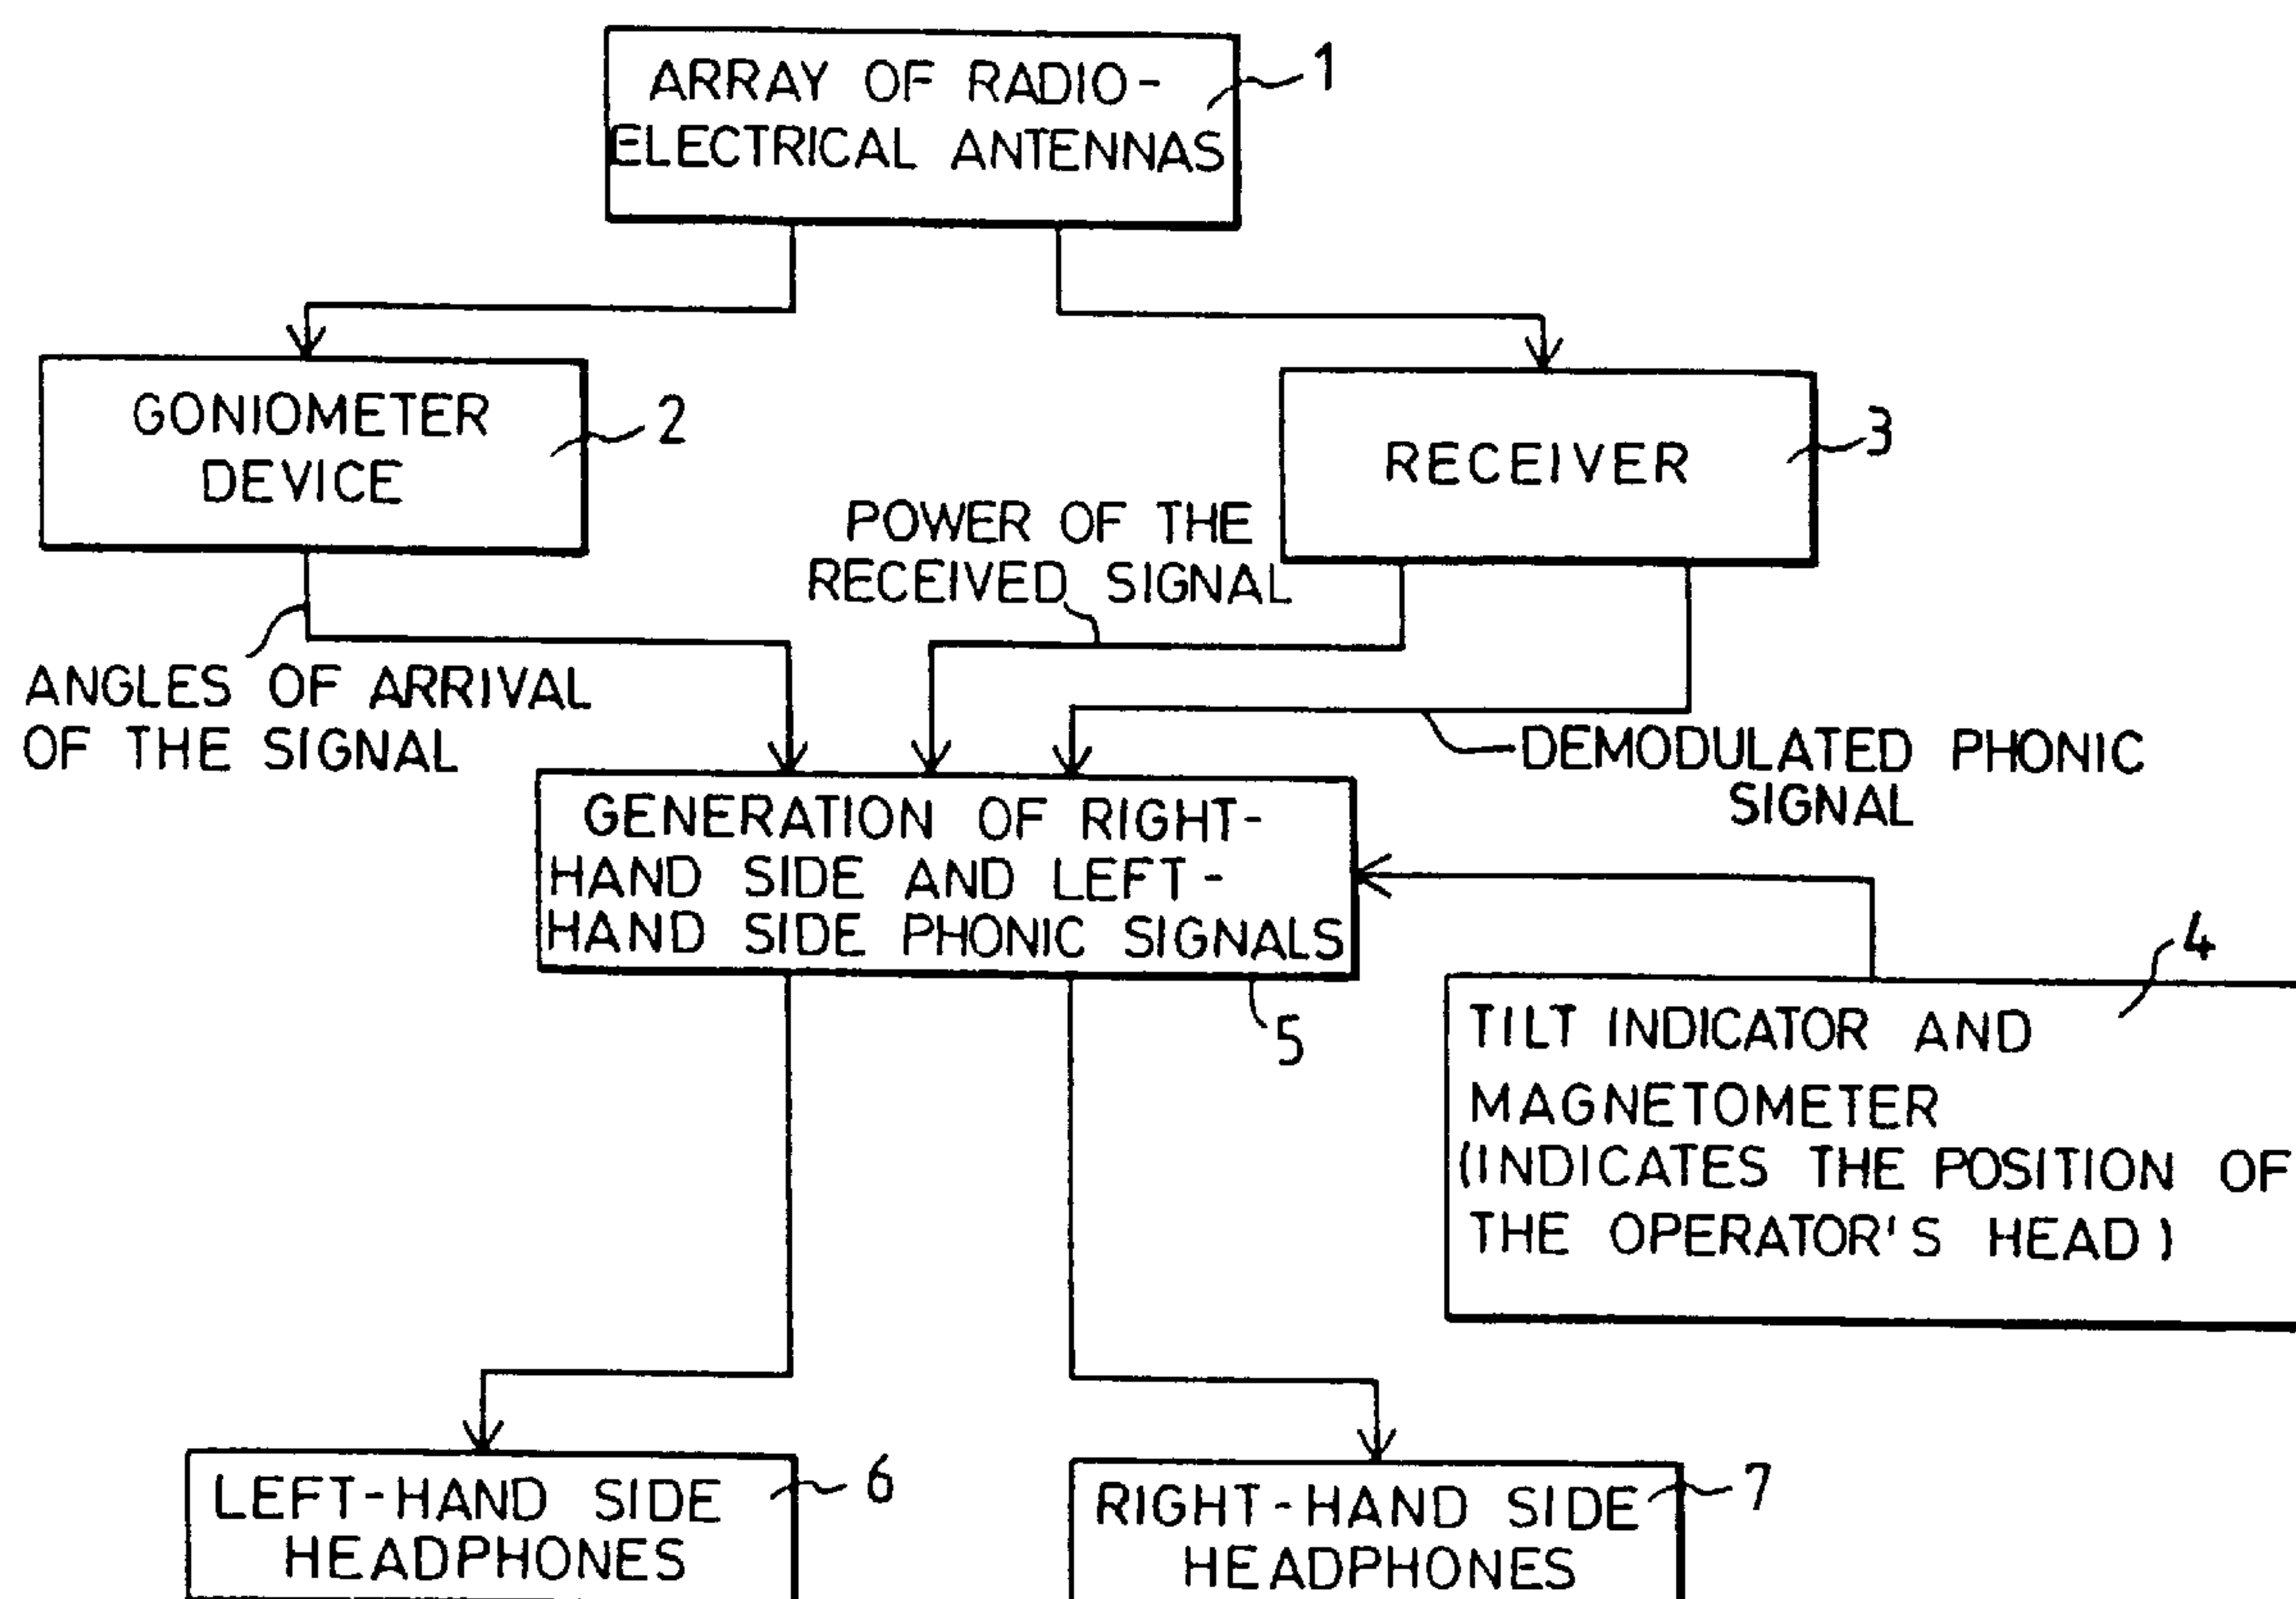 ARRAY OF RADIO-
ELECTRICAL ANTENNAS
1
GONIOMETER
DEVICE
2
RECEIVER
3
POWER OF THE
RECEIVED SIGNAL
ANGLES OF ARRIVAL
OF THE SIGNAL
DEMODULATED PHONIC
SIGNAL
GENERATION OF RIGHT-
HAND SIDE AND LEFT-
HAND SIDE PHONIC SIGNALS
5
4
TILT INDICATOR AND
MAGNETOMETER
(INDICATES THE POSITION OF
THE OPERATOR'S HEAD)
LEFT-HAND SIDE
HEADPHONES
6
RIGHT-HAND SIDE
HEADPHONES
7